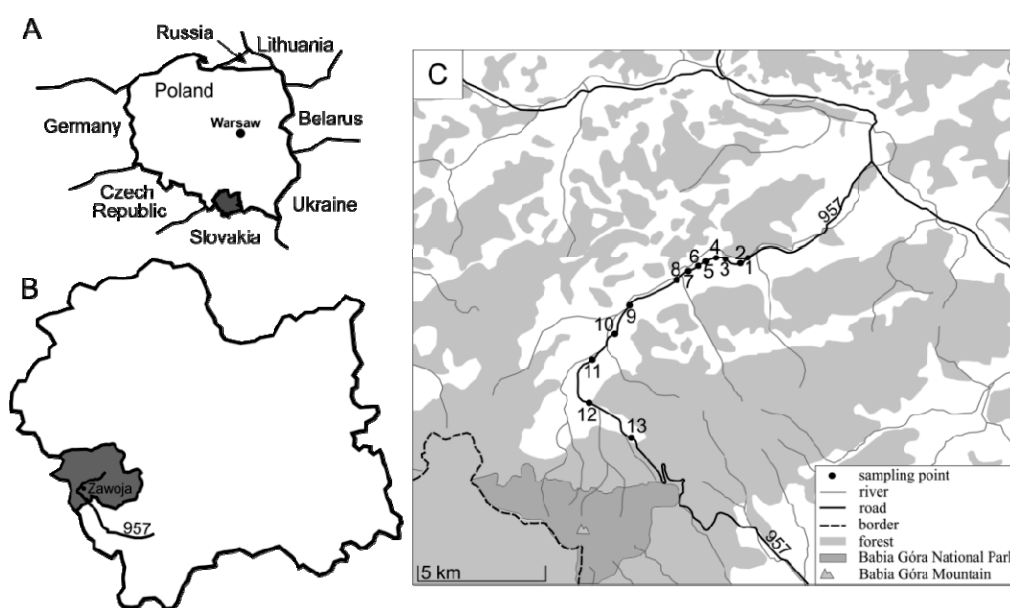 A
Russia
Lithuania
Poland
Germany
Warsaw
Belarus
Czech
Republic
Ukraine
Slovakia
B
Zawoja
957
C
957
4
2
6
8
5
3
1
7
9
10
11
12
13
957
sampling point
river
road
border
forest
Babia Góra National Park
Babia Góra Mountain
5 km